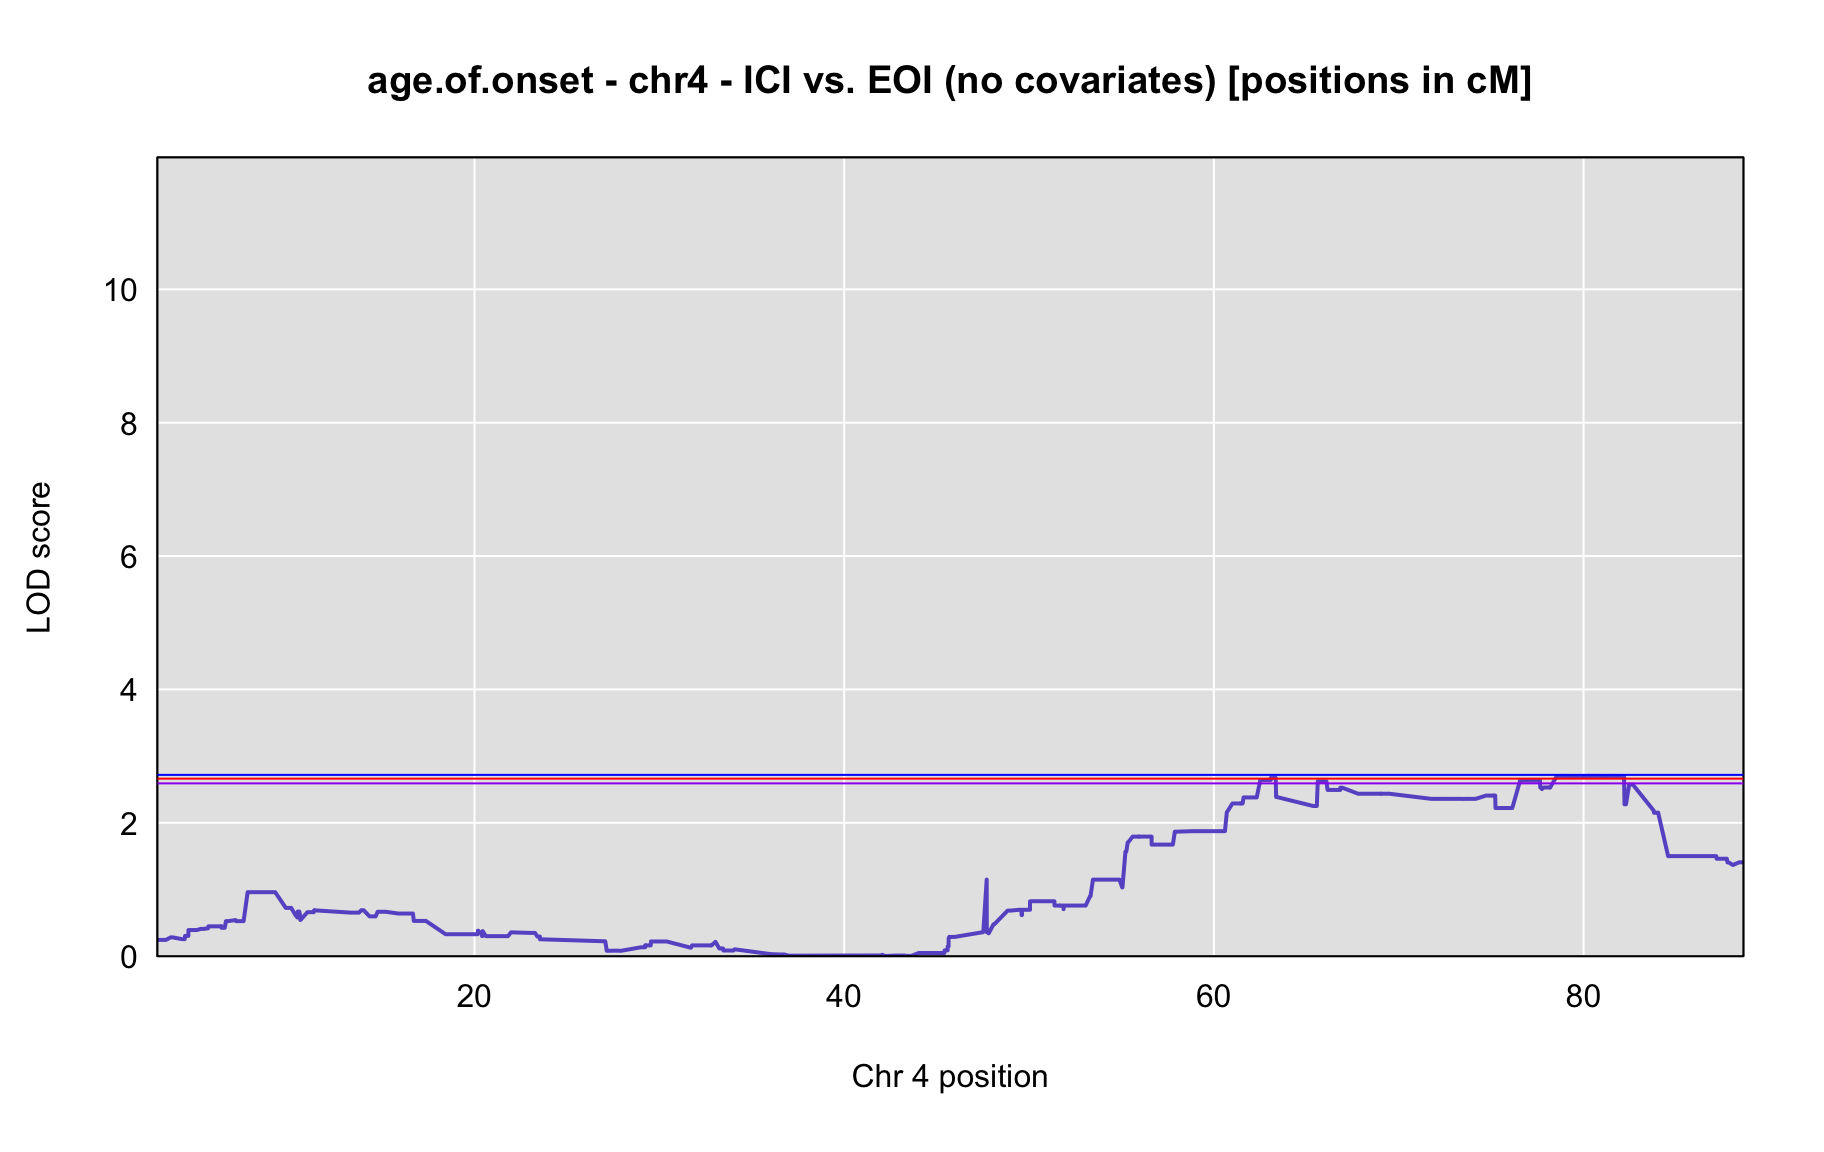 age.of.onset - chr4 - ICI vs. EOI (no covariates) [positions in cM]
LOD score
10
8
6
4
2
0
20 40 60 80
Chr 4 position